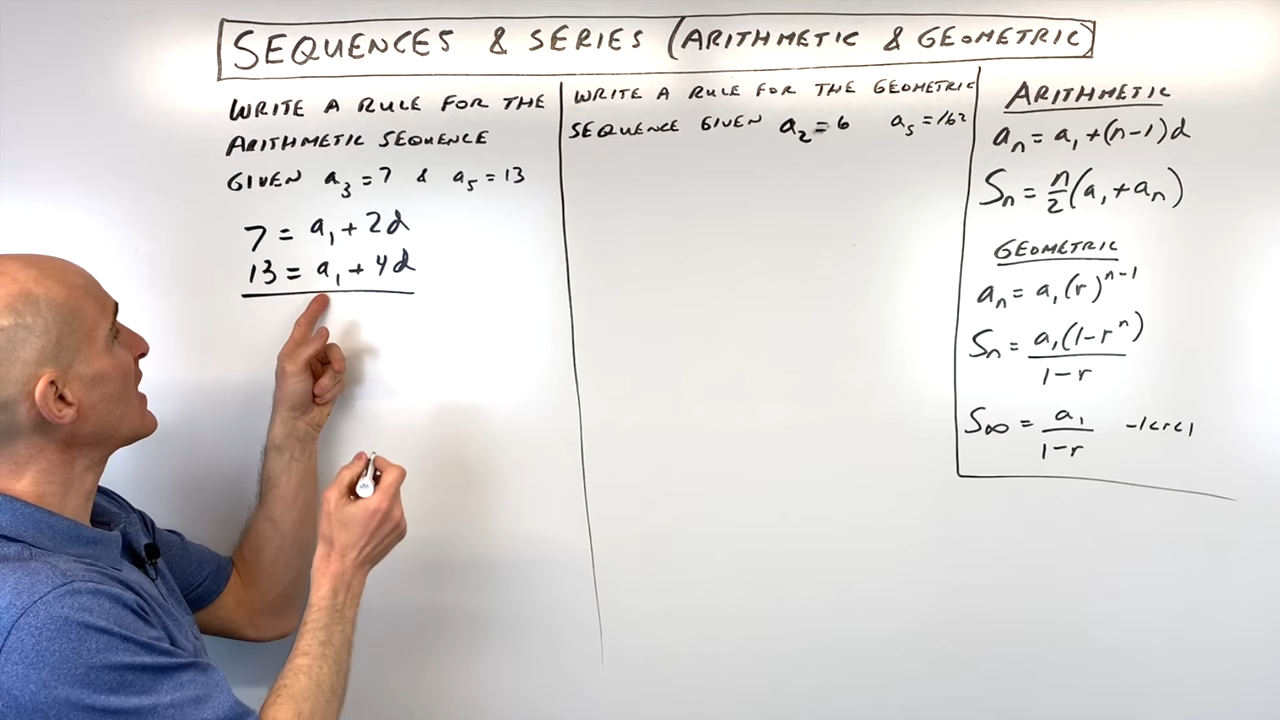 SEQUENCES & SERIES (ARITHMETIC & GEOMETRIC)
WRITE A RULE FOR THE
ARITHMETIC SEQUENCE
GIVEN a₃=7 & a₅=13
7 = a₁+2d
13 = a₁+4d
WRITE A RULE FOR THE GEOMETRIC
SEQUENCE GIVEN a₂=6 a₅=162
ARITHMETIC
aₙ=a₁+(n-1)d
Sₙ=n/2(a₁+aₙ)
GEOMETRIC
aₙ=a₁(r)ⁿ⁻¹
Sₙ=a₁(1-rⁿ)/1-r
S∞=a₁/1-r -1<r<1